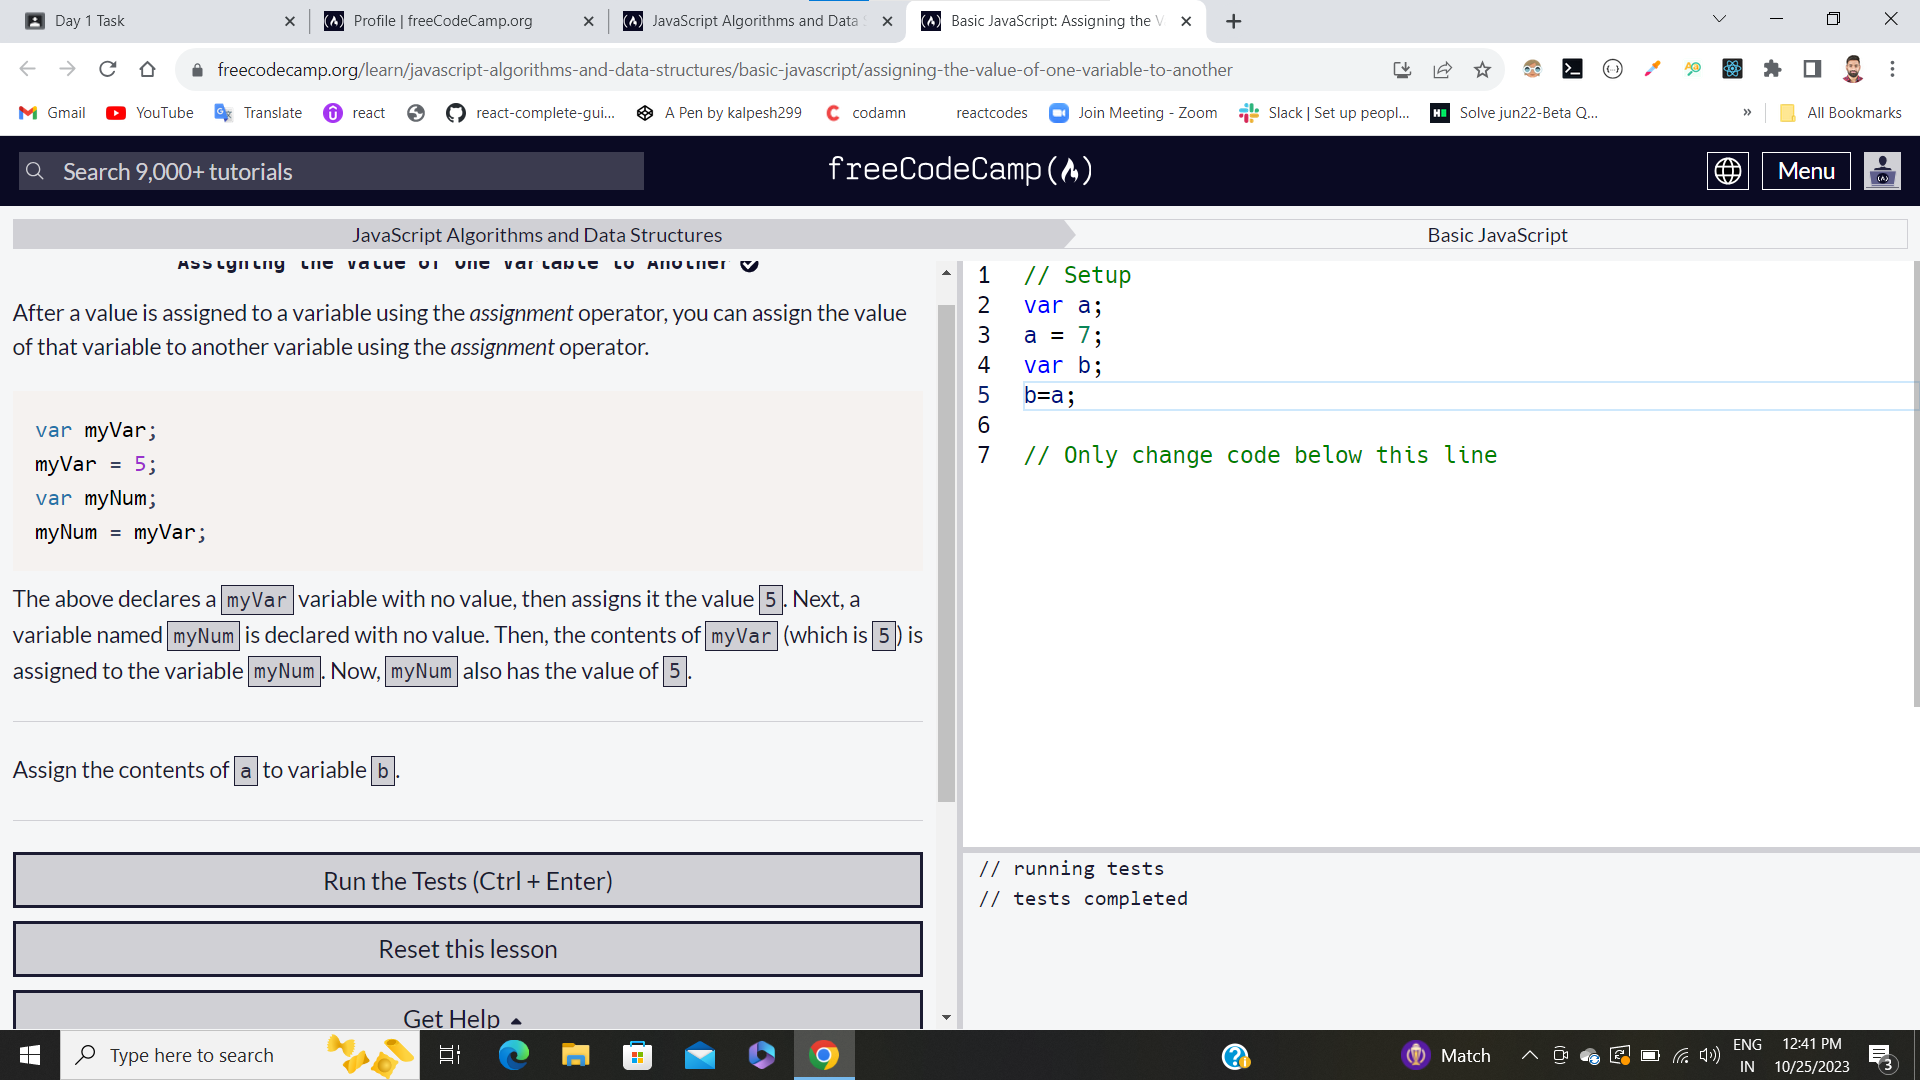 Day 1 Task
Profile | freeCodeCamp.org
JavaScript Algorithms and Data
Basic JavaScript: Assigning the V
freecodecamp.org/learn/javascript-algorithms-and-data-structures/basic-javascript/assigning-the-value-of-one-variable-to-another
Gmail YouTube Translate react react-complete-gui... A Pen by kalpesh299 codamn reactcodes Join Meeting - Zoom Slack | Set up peopl... Solve jun22-Beta Q... » All Bookmarks
Search 9,000+ tutorials
freeCodeCamp
Menu
JavaScript Algorithms and Data Structures
Basic JavaScript
Assigning the Value of One Variable to Another
After a value is assigned to a variable using the assignment operator, you can assign the value
of that variable to another variable using the assignment operator.
var myVar;
myVar = 5;
var myNum;
myNum = myVar;
The above declares a myVar variable with no value, then assigns it the value 5. Next, a
variable named myNum is declared with no value. Then, the contents of myVar (which is 5) is
assigned to the variable myNum. Now, myNum also has the value of 5.
Assign the contents of a to variable b.
Run the Tests (Ctrl + Enter)
Reset this lesson
Get Help
1 // Setup
2 var a;
3 a = 7;
4 var b;
5 b=a;
6
7 // Only change code below this line
// running tests
// tests completed
Type here to search
Match
ENG
IN
12:41 PM
10/25/2023
3